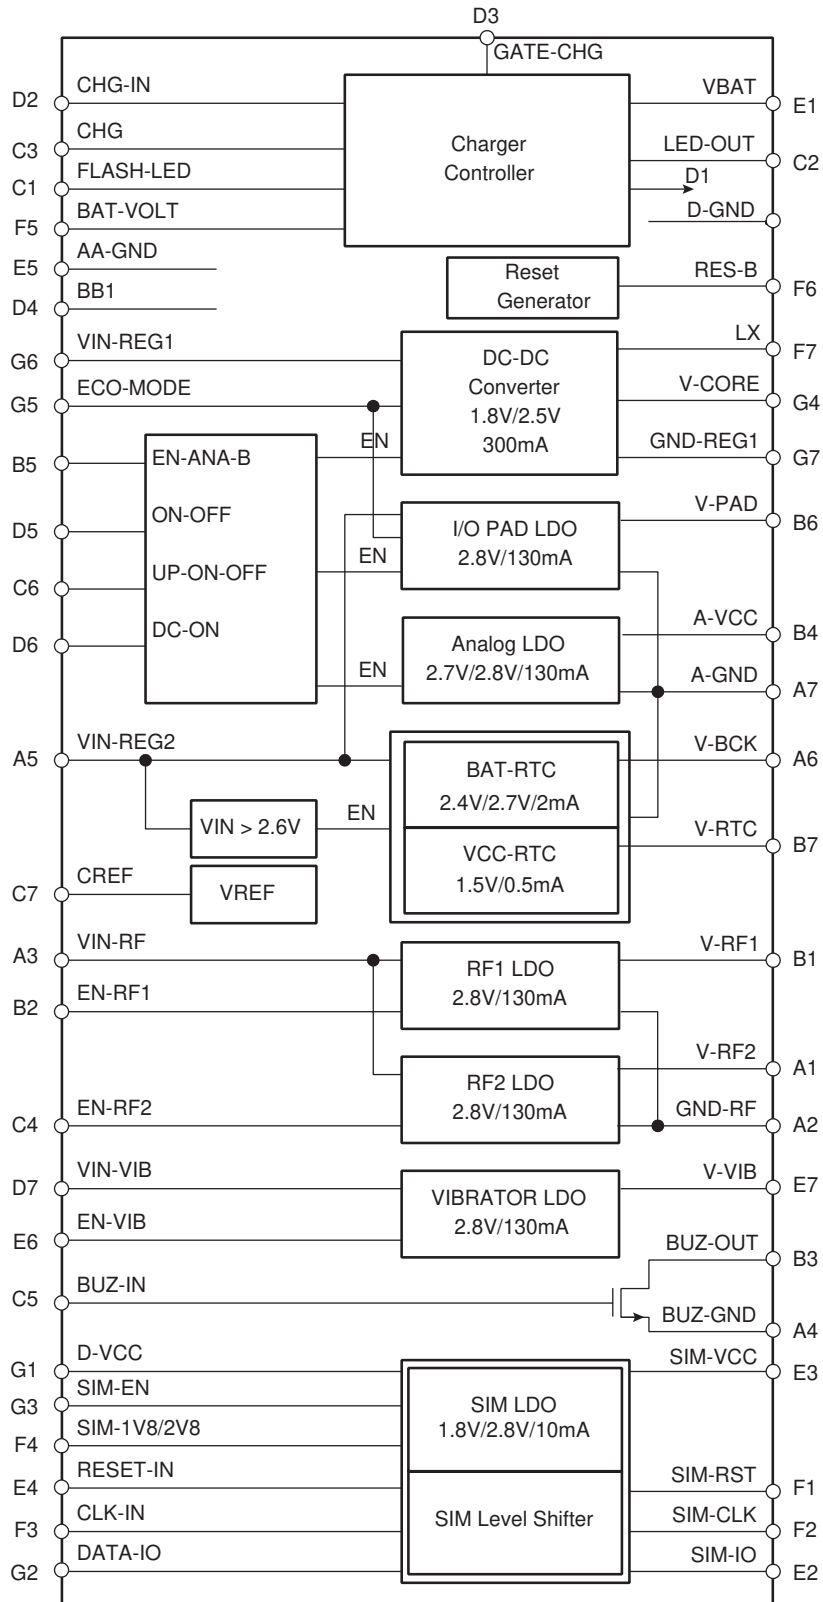 D3
GATE-CHG
D2 CHG-IN VBAT E1
Charger
Controller
C3 CHG LED-OUT C2
C1 FLASH-LED D1
F5 BAT-VOLT D-GND
E5 AA-GND
D4 BB1
Reset
Generator
RES-B F6
G6 VIN-REG1 LX F7
DC-DC
Converter
1.8V/2.5V
300mA
G5 ECO-MODE V-CORE G4
EN GND-REG1 G7
B5 EN-ANA-B
D5 ON-OFF
C6 UP-ON-OFF
D6 DC-ON
I/O PAD LDO
2.8V/130mA
V-PAD B6
EN
Analog LDO
2.7V/2.8V/130mA
A-VCC B4
EN A-GND A7
A5 VIN-REG2 V-BCK A6
BAT-RTC
2.4V/2.7V/2mA
VIN > 2.6V EN
VCC-RTC
1.5V/0.5mA
V-RTC B7
C7 CREF VREF
A3 VIN-RF V-RF1 B1
RF1 LDO
2.8V/130mA
B2 EN-RF1
V-RF2 A1
RF2 LDO
2.8V/130mA
C4 EN-RF2 GND-RF A2
D7 VIN-VIB V-VIB E7
VIBRATOR LDO
2.8V/130mA
E6 EN-VIB
BUZ-OUT B3
C5 BUZ-IN
BUZ-GND A4
G1 D-VCC SIM-VCC E3
G3 SIM-EN
SIM LDO
1.8V/2.8V/10mA
F4 SIM-1V8/2V8
E4 RESET-IN SIM-RST F1
SIM Level Shifter
F3 CLK-IN SIM-CLK F2
G2 DATA-IO SIM-IO E2